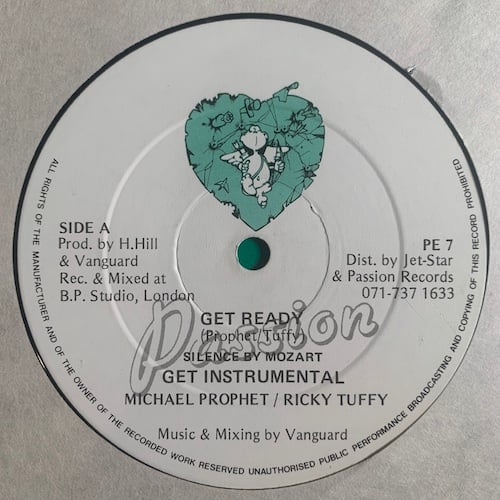 SIDE A
Prod. by H.Hill
& Vanguard
Rec. & Mixed at
B.P. Studio, London
PE 7
Dist. by Jet-Star
& Passion Records
071-737 1633
Passion
GET READY
(Prophet/Tuffy)
SILENCE BY MOZART
GET INSTRUMENTAL
MICHAEL PROPHET / RICKY TUFFY
Music & Mixing by Vanguard
ALL RIGHTS OF THE MANUFACTURER AND OF THE OWNER OF THE RECORDED WORK RESERVED UNAUTHORISED PUBLIC PERFORMANCE BROADCASTING AND COPYING OF THIS RECORD PROHIBITED